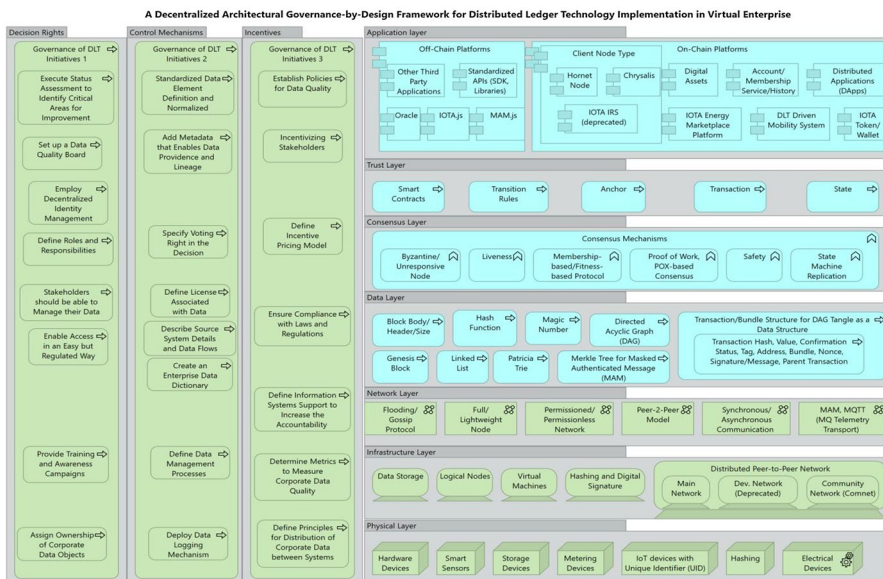 A Decentralized Architectural Governance-by-Design Framework for Distributed Ledger Technology Implementation in Virtual Enterprise
Decision Rights
Governance of DLT
Initiatives 1
Execute Status
Assessment to
Identify Critical
Areas for
Improvement
Set up a Data
Quality Board
Employ
Decentralized
Identity
Management
Define Roles and
Responsibilities
Stakeholders
should be able to
Manage their Data
Enable Access
in an Easy but
Regulated Way
Provide Training
and Awareness
Campaigns
Assign Ownership
of Corporate
Data Objects
Control Mechanisms
Governance of DLT
Initiatives 2
Standardized Data
Element
Definition and
Normalized
Add Metadata
that Enables Data
Providence and
Lineage
Specify Voting
Right in the
Decision
Define License
Associated
with Data
Describe Source
System Details
and Data Flows
Create an
Enterprise Data
Dictionary
Define Data
Management
Processes
Deploy Data
Logging
Mechanism
Incentives
Governance of DLT
Initiatives 3
Establish Policies
for Data Quality
Incentivizing
Stakeholders
Define
Incentive
Pricing Model
Ensure Compliance
with Laws and
Regulations
Define Information
Systems Support to
Increase the
Accountability
Determine Metrics
to Measure
Corporate Data
Quality
Define Principles
for Distribution of
Corporate Data
between Systems
Application layer
Off-Chain Platforms
Other Third
Party
Applications
Standardized
APIs (SDK,
Libraries)
Oracle
IOTA.js
MAM.js
On-Chain Platforms
Client Node Type
Hornet
Node
Chrysalis
IOTA IRS
(deprecated)
Digital
Assets
Account/
Membership
Service/History
Distributed
Applications
(DApps)
IOTA Energy
Marketplace
Platform
DLT Driven
Mobility System
IOTA
Token/
Wallet
Trust Layer
Smart
Contracts
Transition
Rules
Anchor
Transaction
State
Consensus Layer
Consensus Mechanisms
Byzantine/
Unresponsive
Node
Liveness
Membership-
based/Fitness-
based Protocol
Proof of Work,
POX-based
Consensus
Safety
State
Machine
Replication
Data Layer
Block Body/
Header/Size
Hash
Function
Magic
Number
Directed
Acyclic Graph
(DAG)
Genesis
Block
Linked
List
Patricia
Trie
Merkle Tree for Masked
Authenticated Message
(MAM)
Transaction/Bundle Structure for DAG Tangle as a
Data Structure
Transaction Hash, Value, Confirmation
Status, Tag, Address, Bundle, Nonce,
Signature/Message, Parent Transaction
Network Layer
Flooding/
Gossip
Protocol
Full/
Lightweight
Node
Permissioned/
Permissionless
Network
Peer-2-Peer
Model
Synchronous/
Asynchronous
Communication
MAM, MQTT
(MQ Telemetry
Transport)
Infrastructure Layer
Data Storage
Logical Nodes
Virtual
Machines
Hashing and Digital
Signature
Distributed Peer-to-Peer Network
Main
Network
Dev. Network
(Deprecated)
Community
Network (Comnet)
Physical Layer
Hardware
Devices
Smart
Sensors
Storage
Devices
Metering
Devices
IoT devices with
Unique Identifier (UID)
Hashing
Electrical
Devices